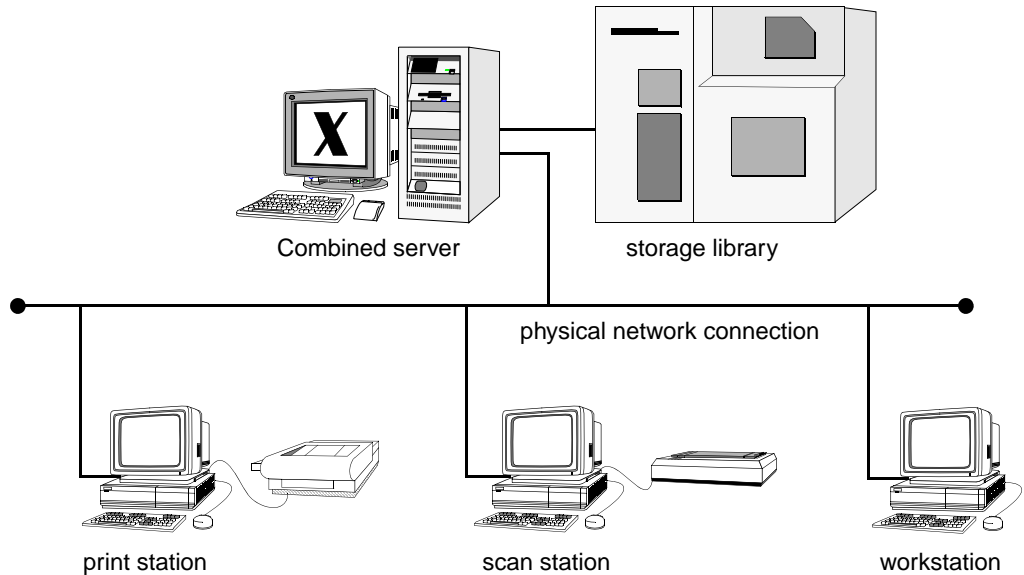 X
Combined server
storage library
physical network connection
print station
scan station
workstation